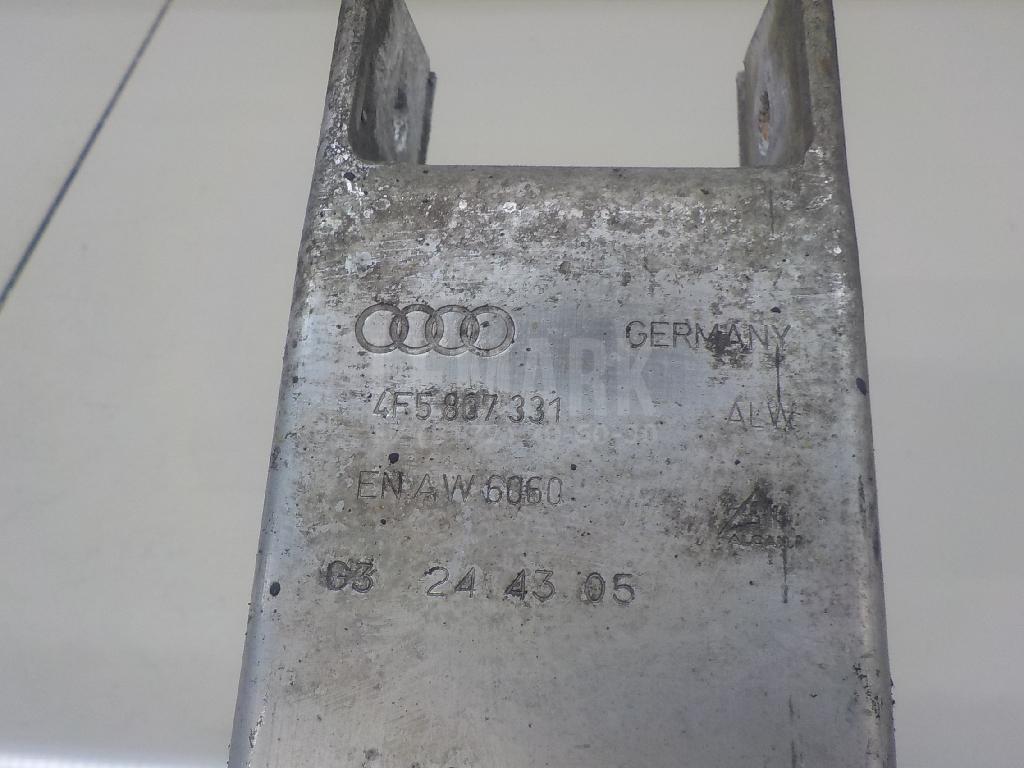 GERMANY
4F5 807 331 ALW
EN AW 6060
G3 24 43 05